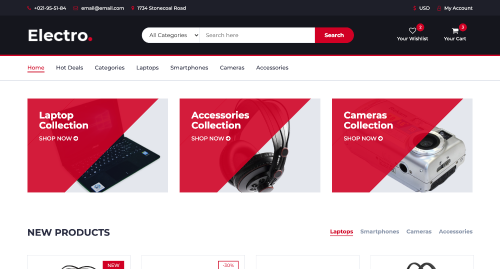 +021-95-51-84 email@email.com 1734 Stonecoal Road $ USD My Account
Electro.
All Categories Search here Search
Your Wishlist 2
Your Cart 3
Home Hot Deals Categories Laptops Smartphones Cameras Accessories
Laptop
Collection
SHOP NOW
Accessories
Collection
SHOP NOW
Cameras
Collection
SHOP NOW
NEW PRODUCTS
Laptops Smartphones Cameras Accessories
NEW
-30%